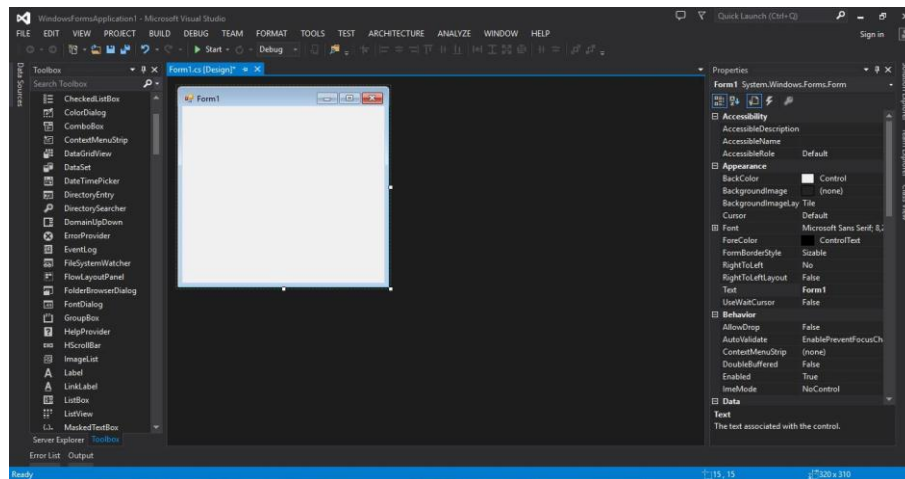 WindowsFormsApplication1 - Microsoft Visual Studio
Quick Launch (Ctrl+Q)
FILE EDIT VIEW PROJECT BUILD DEBUG TEAM FORMAT TOOLS TEST ARCHITECTURE ANALYZE WINDOW HELP
Sign in
Start Debug
Data Sources
Toolbox
Search Toolbox
CheckedListBox
ColorDialog
ComboBox
ContextMenuStrip
DataGridView
DataSet
DateTimePicker
DirectoryEntry
DirectorySearcher
DomainUpDown
ErrorProvider
EventLog
FileSystemWatcher
FlowLayoutPanel
FolderBrowserDialog
FontDialog
GroupBox
HelpProvider
HScrollBar
ImageList
Label
LinkLabel
ListBox
ListView
MaskedTextBox
Server Explorer Toolbox
Form1.cs [Design]*
Form1
Properties
Form1 System.Windows.Forms.Form
Accessibility
AccessibleDescription
AccessibleName
AccessibleRole Default
Appearance
BackColor Control
BackgroundImage (none)
BackgroundImageLay Tile
Cursor Default
Font Microsoft Sans Serif; 8,2
ForeColor ControlText
FormBorderStyle Sizable
RightToLeft No
RightToLeftLayout False
Text Form1
UseWaitCursor False
Behavior
AllowDrop False
AutoValidate EnablePreventFocusCh
ContextMenuStrip (none)
DoubleBuffered False
Enabled True
ImeMode NoControl
Data
Text
The text associated with the control.
Error List Output
Ready
15 , 15
320 x 310